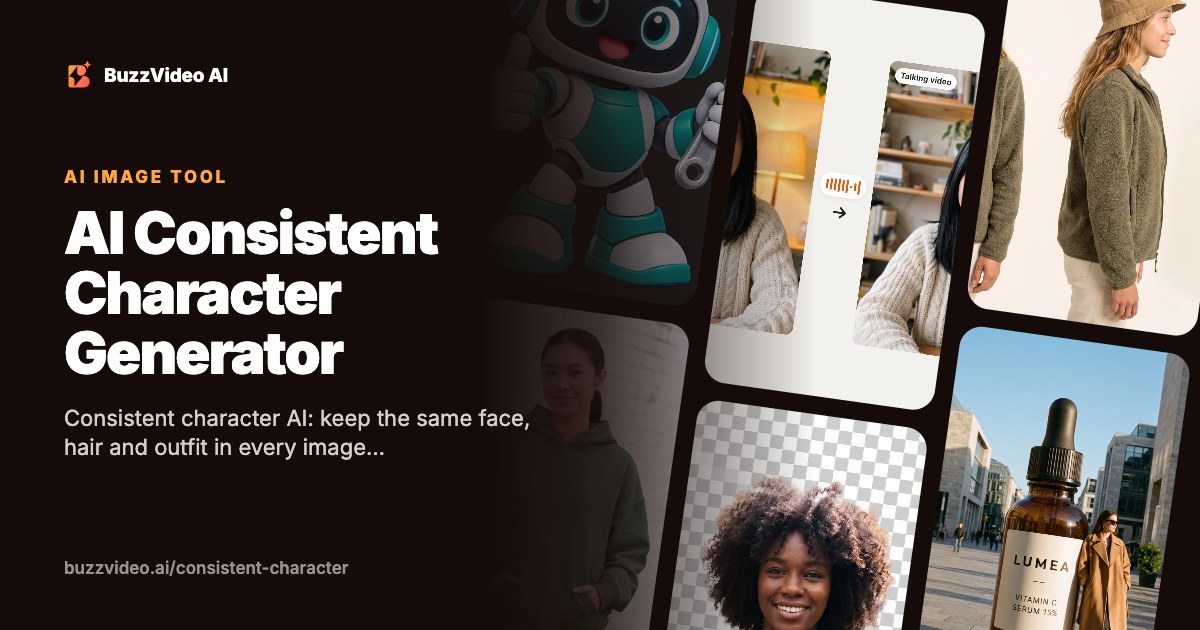 BuzzVideo AI
AI IMAGE TOOL
AI Consistent
Character
Generator
Consistent character AI: keep the same face,
hair and outfit in every image...
buzzvideo.ai/consistent-character
Talking video
LUMEA
VITAMIN C
SERUM 15%